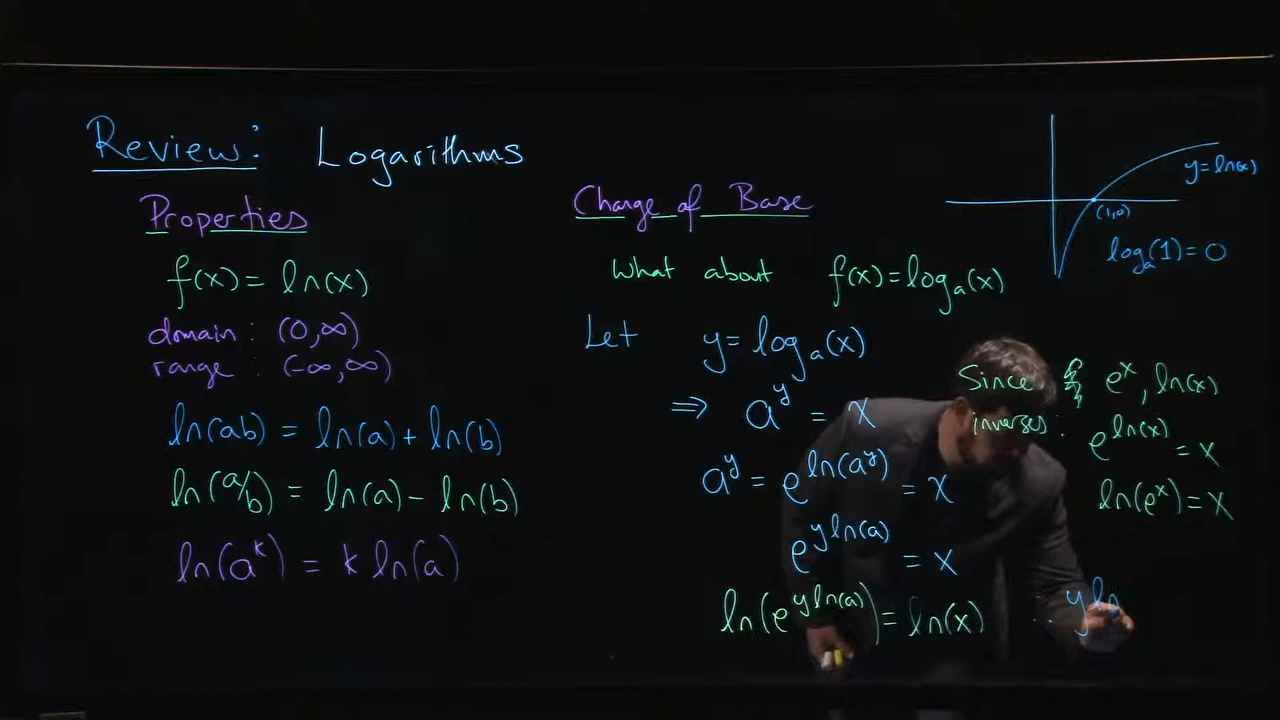 Review: Logarithms
Properties
f(x) = ln(x)
domain : (0,∞)
range : (-∞,∞)
ln(ab) = ln(a) + ln(b)
ln(a/b) = ln(a) - ln(b)
ln(a^k) = k ln(a)
Change of Base
What about f(x) = log_a(x)
Let y = log_a(x)
⇒ a^y = x
a^y = e^{ln(a^y)} = x
e^{y ln(a)} = x
ln(e^{y ln(a)}) = ln(x)
∴ y ln
y = ln(x)
(1,0)
log_a(1) = 0
Since e^x, ln(x)
inverses:
e^{ln(x)} = x
ln(e^x) = x